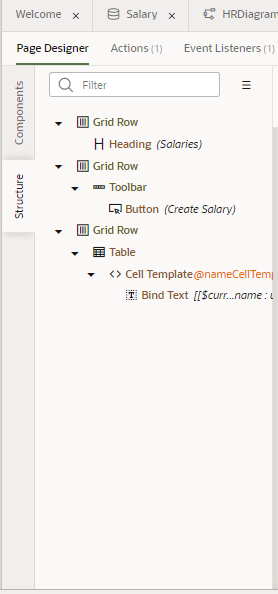 Welcome × Salary × HRDiagram
Page Designer Actions (1) Event Listeners (1)
Components
Structure
Filter
Grid Row
Heading (Salaries)
Grid Row
Toolbar
Button (Create Salary)
Grid Row
Table
Cell Template @nameCellTemp
Bind Text [[$curr...name : u